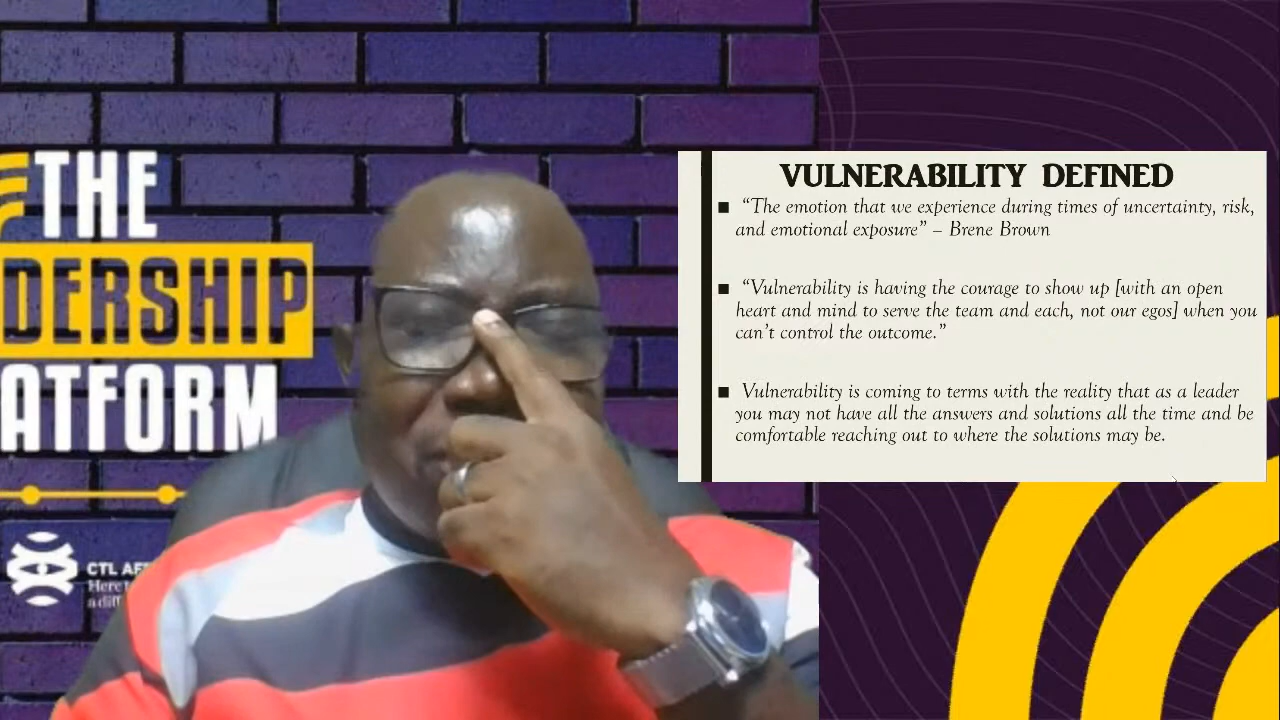 THE
DERSHIP
ATFORM
CTL AF
Here t
a dif
VULNERABILITY DEFINED
■ “The emotion that we experience during times of uncertainty, risk,
and emotional exposure” – Brene Brown
■ “Vulnerability is having the courage to show up [with an open
heart and mind to serve the team and each, not our egos] when you
can’t control the outcome.”
■ Vulnerability is coming to terms with the reality that as a leader
you may not have all the answers and solutions all the time and be
comfortable reaching out to where the solutions may be.